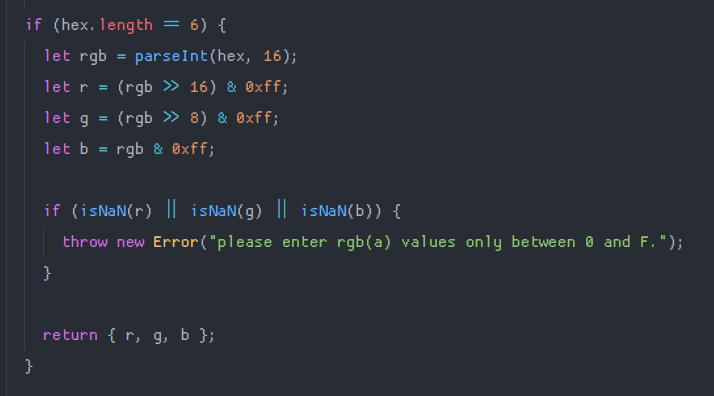 if (hex.length == 6) {
let rgb = parseInt(hex, 16);
let r = (rgb >> 16) & 0xff;
let g = (rgb >> 8) & 0xff;
let b = rgb & 0xff;
if (isNaN(r) || isNaN(g) || isNaN(b)) {
throw new Error("please enter rgb(a) values only between 0 and F.");
}
return { r, g, b };
}